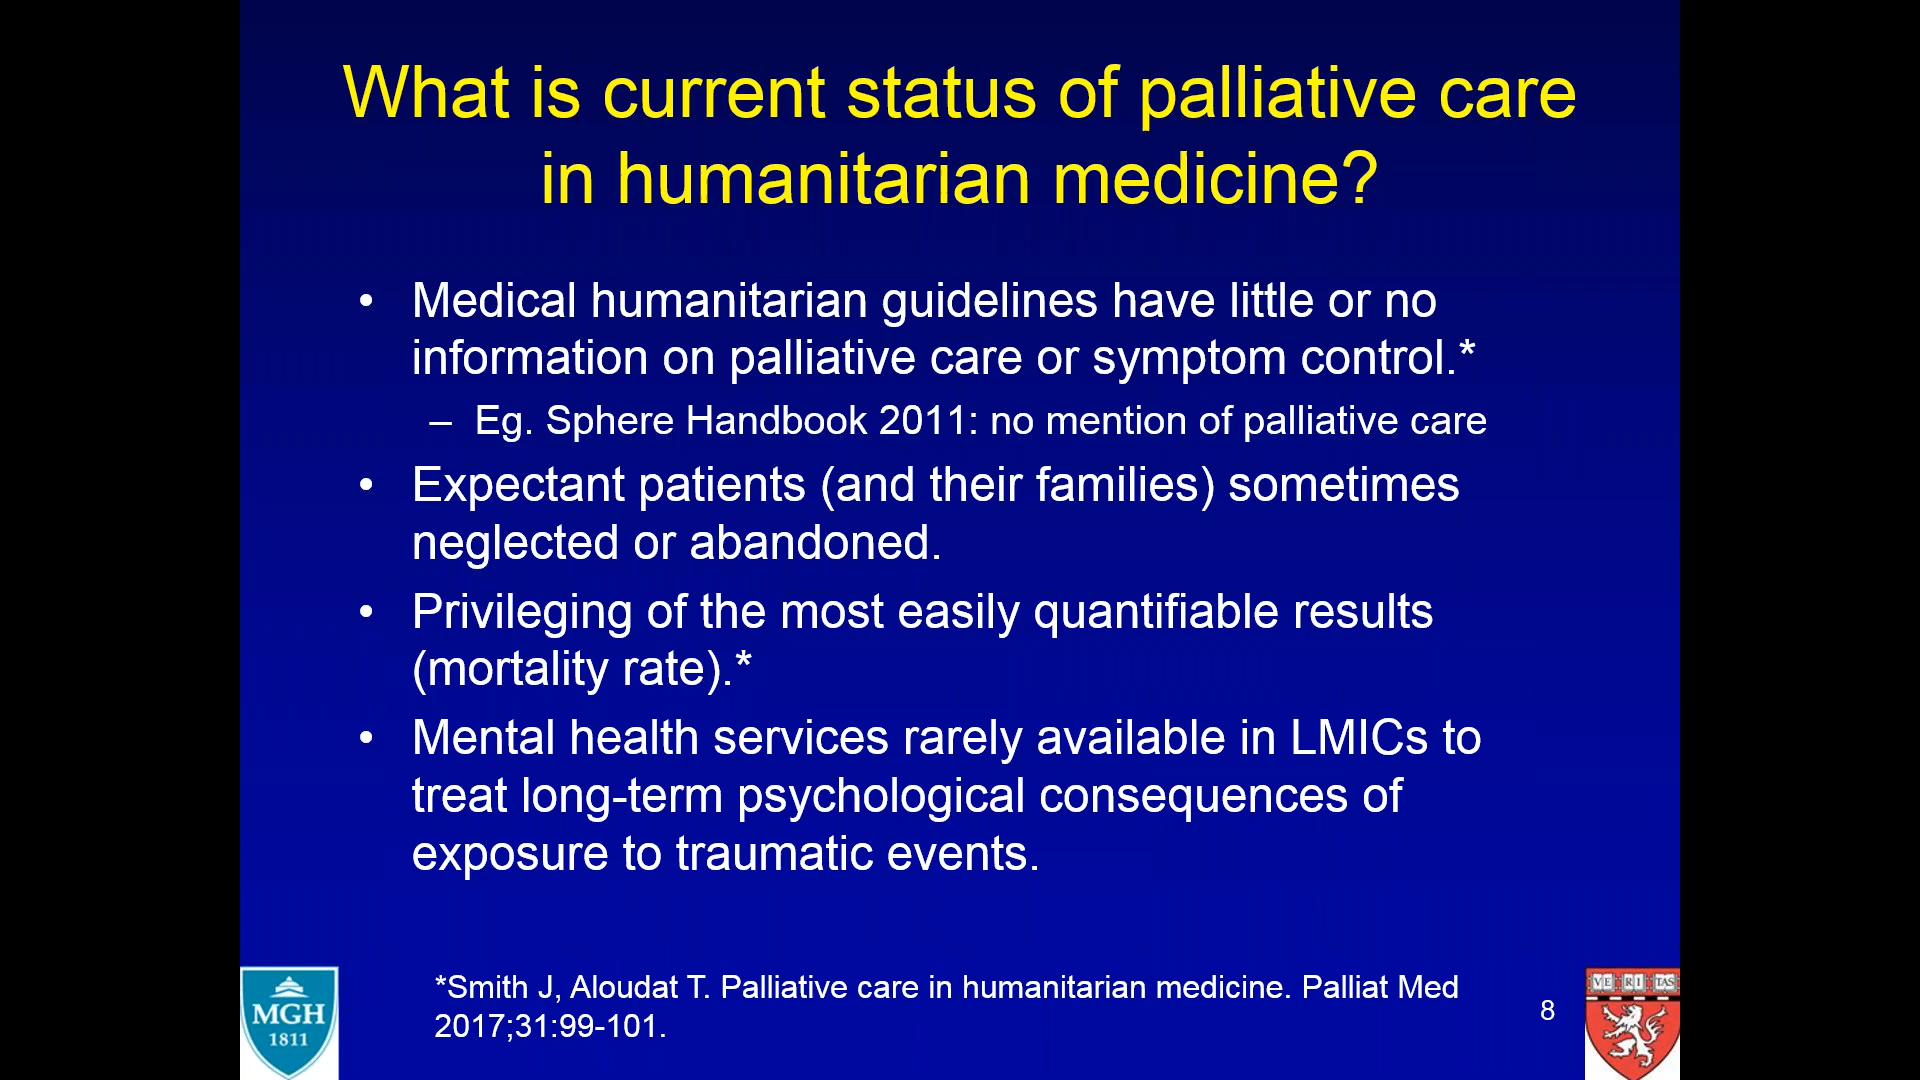 What is current status of palliative care
in humanitarian medicine?
• Medical humanitarian guidelines have little or no
information on palliative care or symptom control.*
– Eg. Sphere Handbook 2011: no mention of palliative care
• Expectant patients (and their families) sometimes
neglected or abandoned.
• Privileging of the most easily quantifiable results
(mortality rate).*
• Mental health services rarely available in LMICs to
treat long-term psychological consequences of
exposure to traumatic events.
*Smith J, Aloudat T. Palliative care in humanitarian medicine. Palliat Med
2017;31:99-101.
8
MGH
1811
VE RI TAS